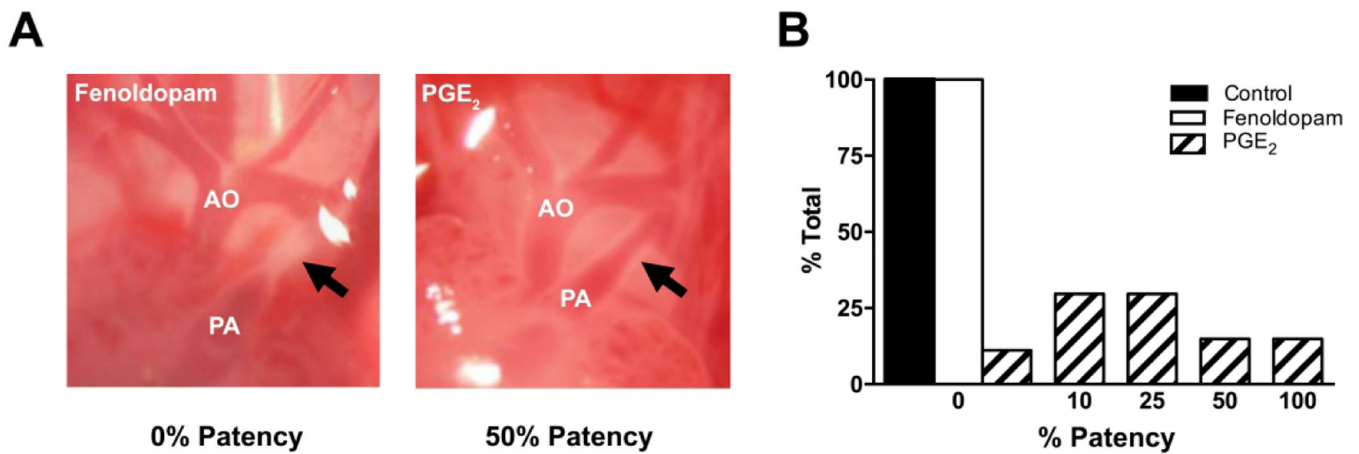 A
Fenoldopam
AO
PA
0% Patency
PGE2
AO
PA
50% Patency
B
% Total
100
75
50
25
0
Control
Fenoldopam
PGE2
0 10 25 50 100
% Patency